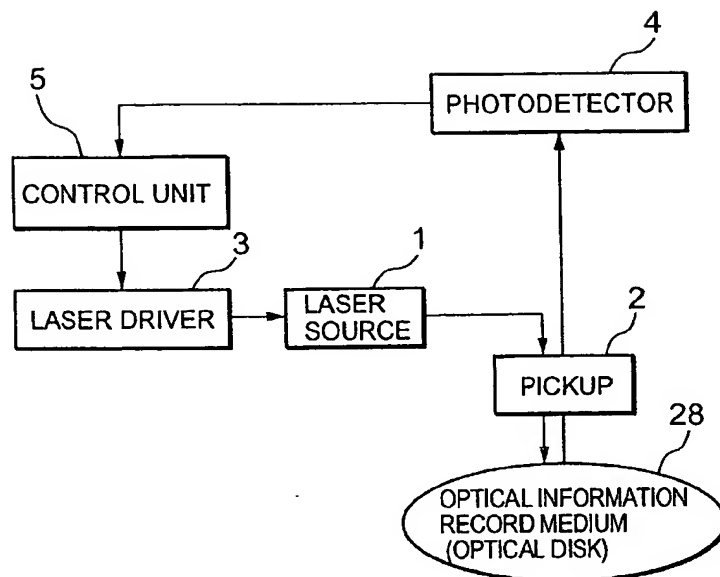 4
PHOTODETECTOR
5
CONTROL UNIT
3
LASER DRIVER
1
LASER
SOURCE
2
PICKUP
28
OPTICAL INFORMATION
RECORD MEDIUM
(OPTICAL DISK)